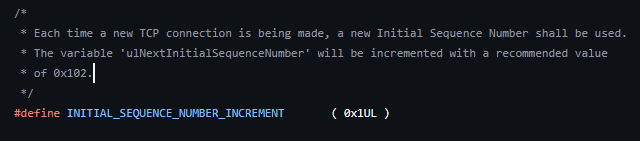 /*
* Each time a new TCP connection is being made, a new Initial Sequence Number shall be used.
* The variable 'ulNextInitialSequenceNumber' will be incremented with a recommended value
* of 0x102.
*/
#define INITIAL_SEQUENCE_NUMBER_INCREMENT ( 0x1UL )